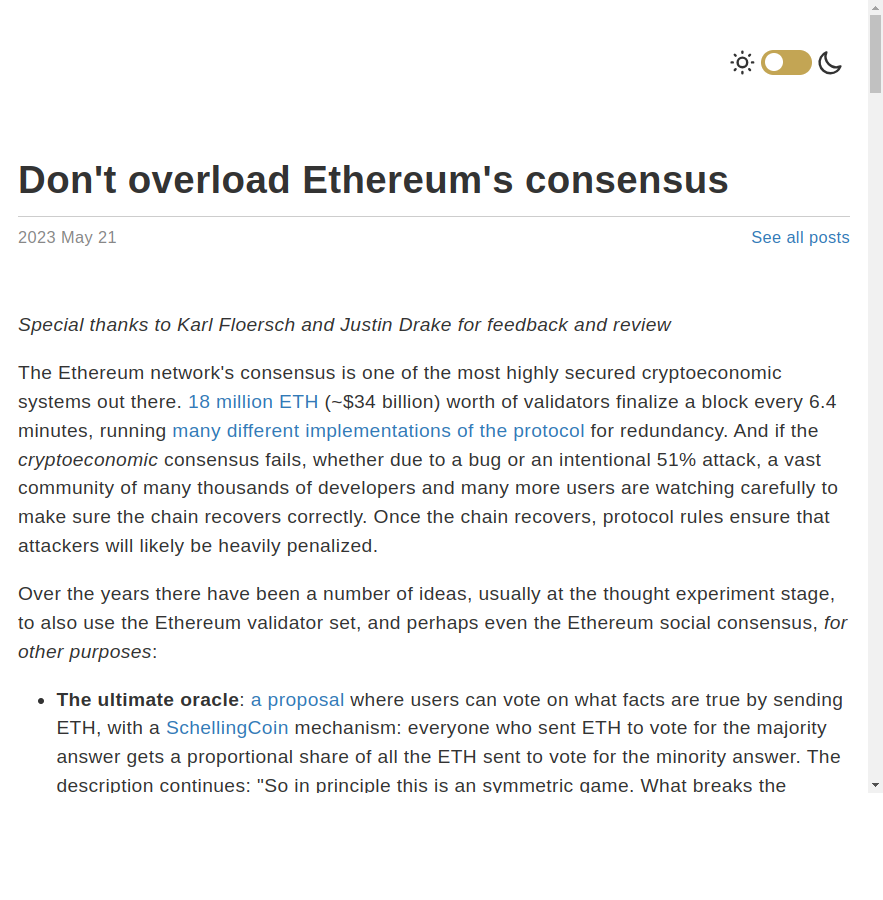 Don't overload Ethereum's consensus
2023 May 21
See all posts
Special thanks to Karl Floersch and Justin Drake for feedback and review
The Ethereum network's consensus is one of the most highly secured cryptoeconomic
systems out there. 18 million ETH (~$34 billion) worth of validators finalize a block every 6.4
minutes, running many different implementations of the protocol for redundancy. And if the
cryptoeconomic consensus fails, whether due to a bug or an intentional 51% attack, a vast
community of many thousands of developers and many more users are watching carefully to
make sure the chain recovers correctly. Once the chain recovers, protocol rules ensure that
attackers will likely be heavily penalized.
Over the years there have been a number of ideas, usually at the thought experiment stage,
to also use the Ethereum validator set, and perhaps even the Ethereum social consensus, for
other purposes:
• The ultimate oracle: a proposal where users can vote on what facts are true by sending
ETH, with a SchellingCoin mechanism: everyone who sent ETH to vote for the majority
answer gets a proportional share of all the ETH sent to vote for the minority answer. The
description continues: "So in principle this is an symmetric game. What breaks the